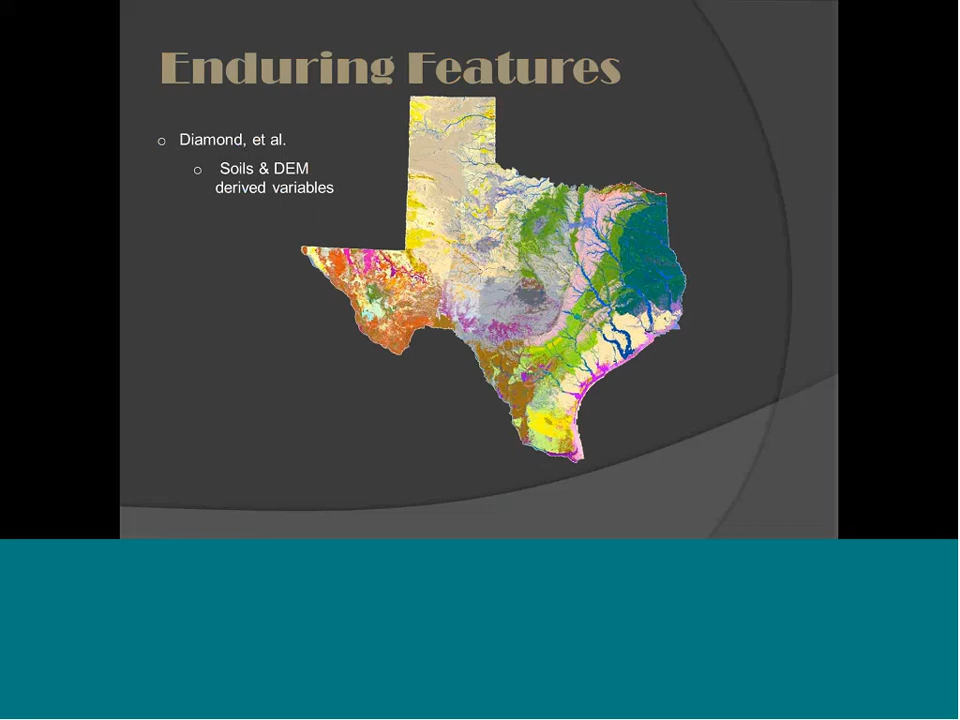 Enduring Features
o Diamond, et al.
o Soils & DEM
derived variables